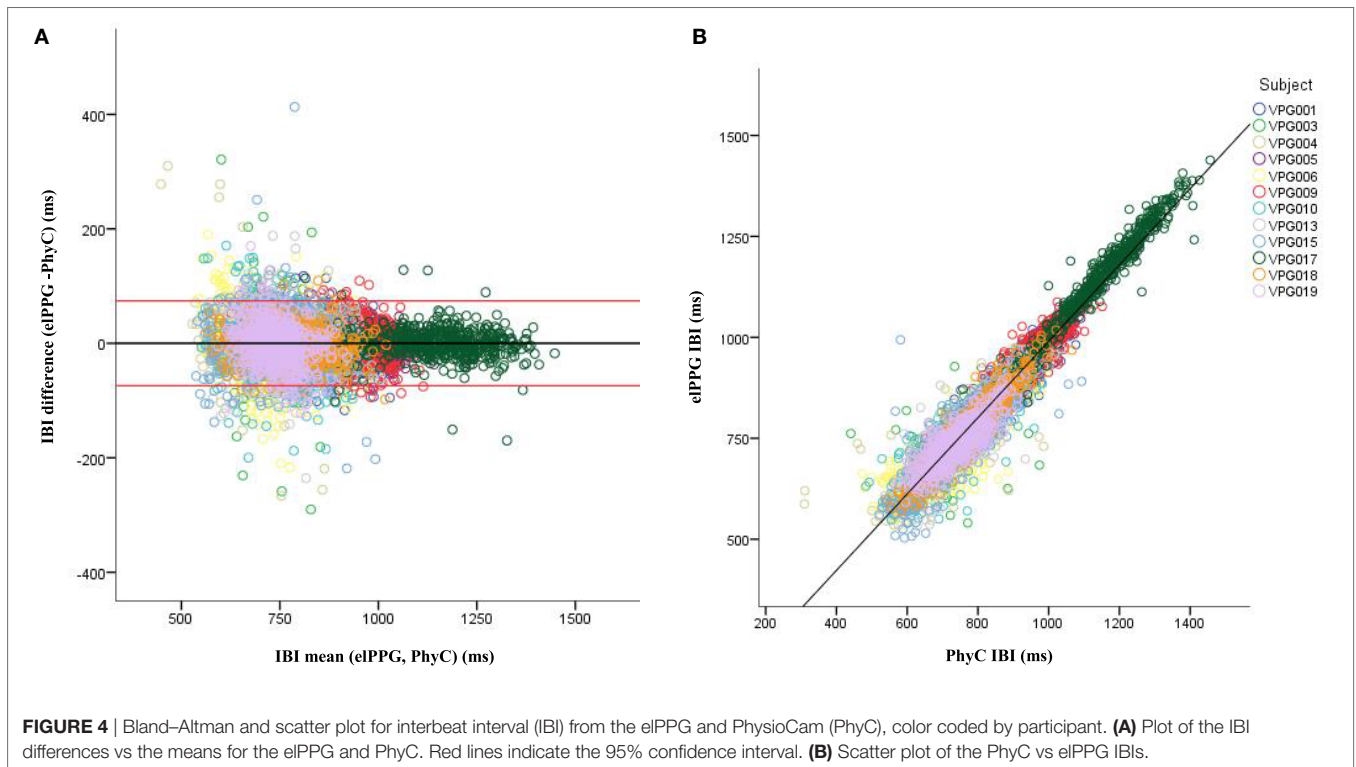 A
400
200
0
-200
-400
IBI difference (elPPG -PhyC) (ms)
500 750 1000 1250 1500
IBI mean (elPPG, PhyC) (ms)
B
1500
1250
1000
750
500
elPPG IBI (ms)
200 400 600 800 1000 1200 1400
PhyC IBI (ms)
Subject
VPG001
VPG003
VPG004
VPG005
VPG006
VPG009
VPG010
VPG013
VPG015
VPG017
VPG018
VPG019
FIGURE 4 | Bland–Altman and scatter plot for interbeat interval (IBI) from the elPPG and PhysioCam (PhyC), color coded by participant. (A) Plot of the IBI
differences vs the means for the elPPG and PhyC. Red lines indicate the 95% confidence interval. (B) Scatter plot of the PhyC vs elPPG IBIs.